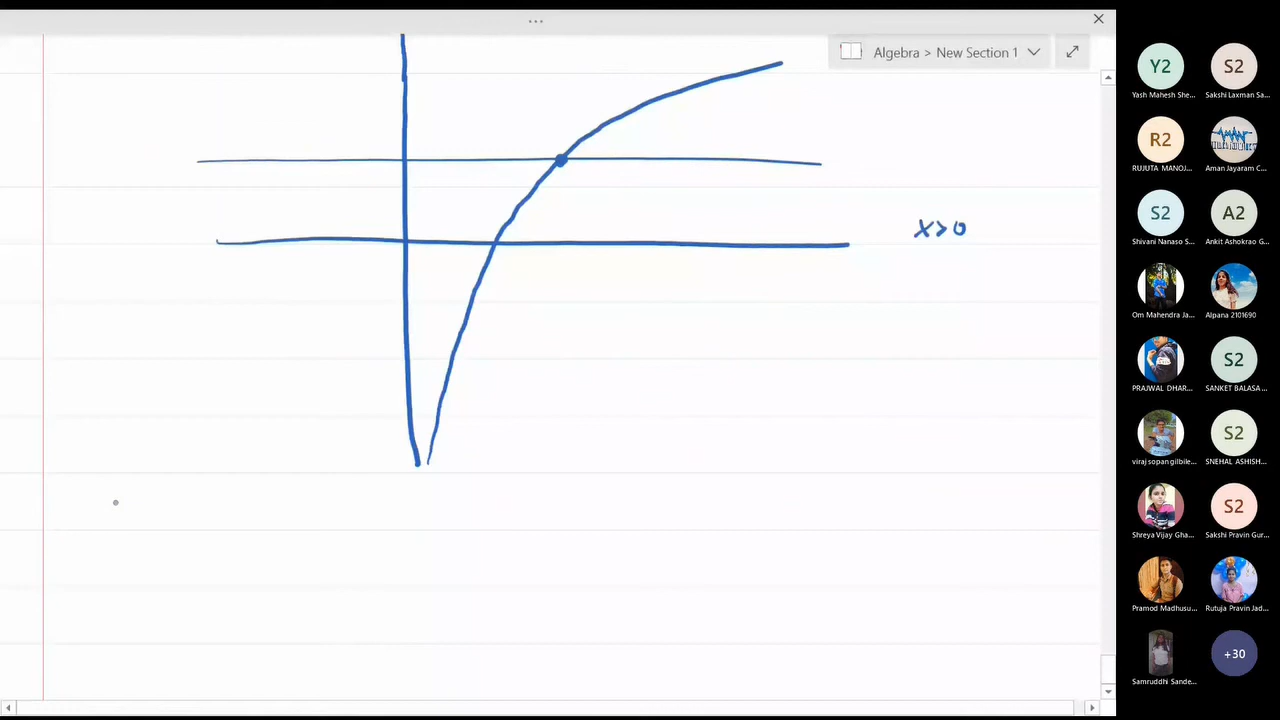 Algebra > New Section 1
x>0
Y2
S2
Yash Mahesh She...
Sakshi Laxman Sa...
R2
AMAN
RUJUTA MANOJ...
Aman Jayaram C...
S2
A2
Shivani Nanaso S...
Ankit Ashokrao G...
Om Mahendra Ja...
Alpana 2101690
S2
PRAJWAL DHAR...
SANKET BALASA...
S2
viraj sopan gilbile...
SNEHAL ASHISH...
S2
Shreya Vijay Gha...
Sakshi Pravin Gur...
Pramod Madhusu...
Rutuja Pravin Jad...
+30
Samruddhi Sande...